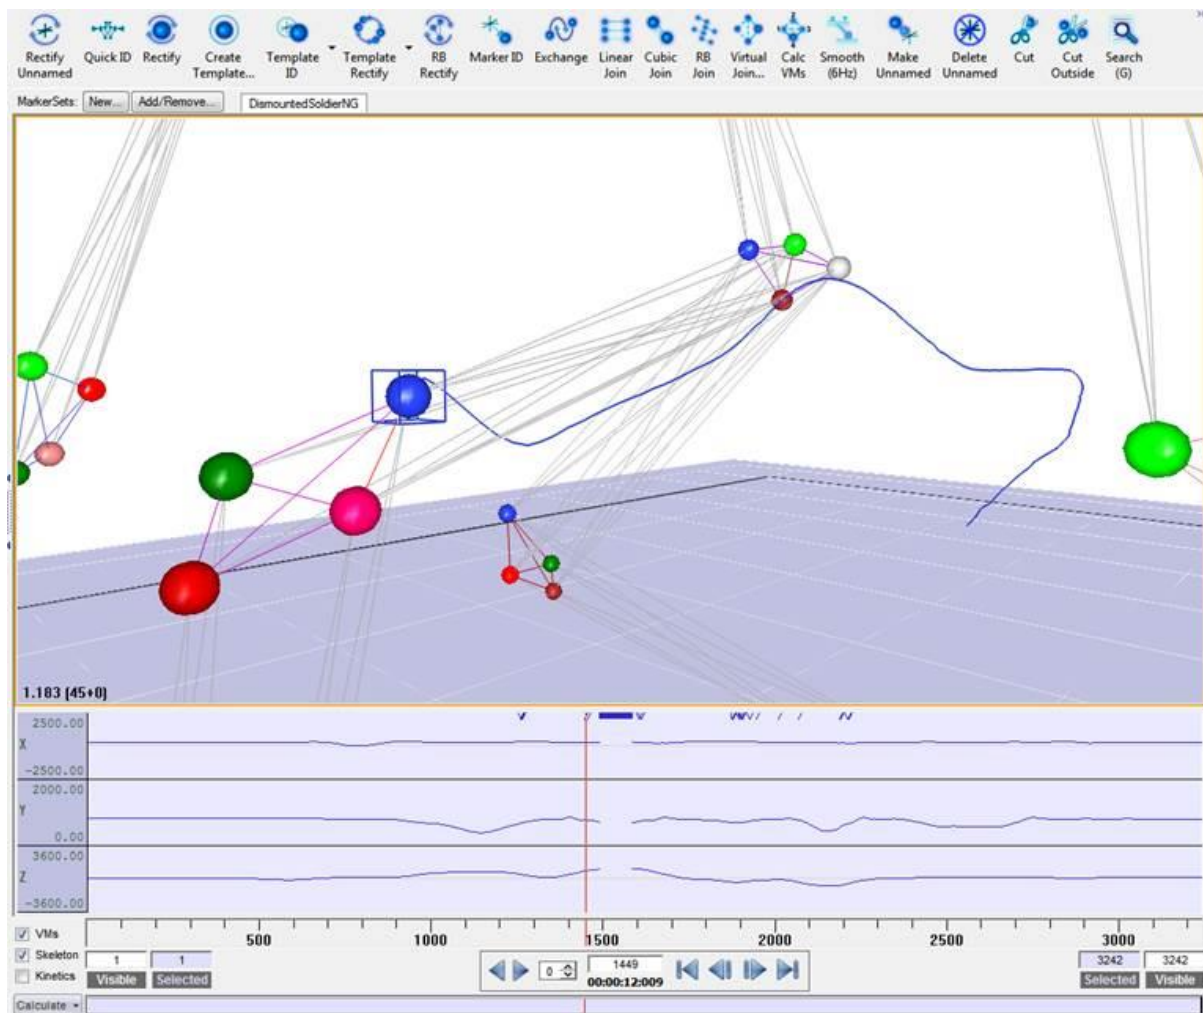 Rectify Unnamed Quick ID Rectify Create Template... Template ID Template Rectify RB Rectify Marker ID Exchange Linear Join Cubic Join RB Join Virtual Join... Calc VMs Smooth (6Hz) Make Unnamed Delete Unnamed Cut Cut Outside Search (G)
MarkerSets: New... Add/Remove... DismountedSoldierNG
1.183 (45+0)
2500.00
X
-2500.00
2000.00
Y
0.00
3600.00
Z
-3600.00
VMs
500 1000 1500 2000 2500 3000
Skeleton 1 1 0 1449 3242 3242
Kinetics Visible Selected 00:00:12:009 Selected Visible
Calculate